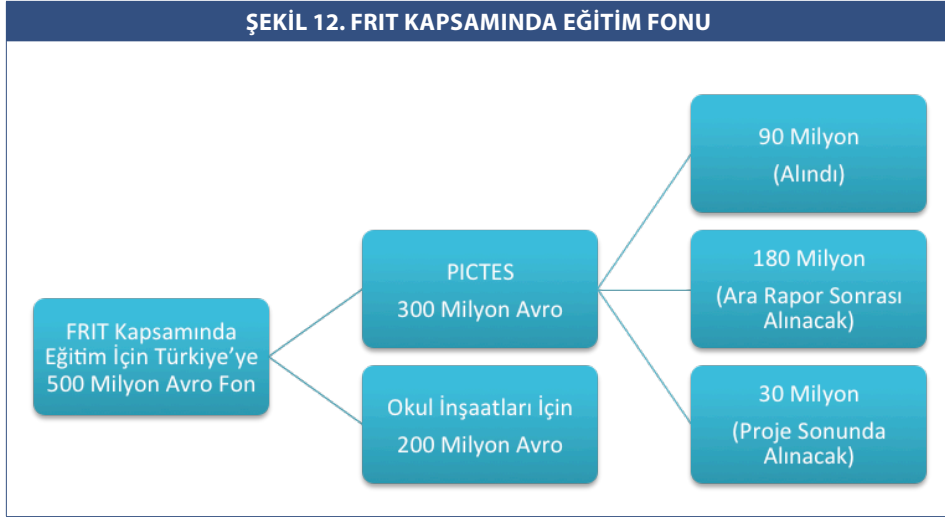 ŞEKİL 12. FRIT KAPSAMINDA EĞİTİM FONU
FRIT Kapsamında
Eğitim İçin Türkiye'ye
500 Milyon Avro Fon
PICTES
300 Milyon Avro
Okul İnşaatları İçin
200 Milyon Avro
90 Milyon
(Alındı)
180 Milyon
(Ara Rapor Sonrası
Alınacak)
30 Milyon
(Proje Sonunda
Alınacak)